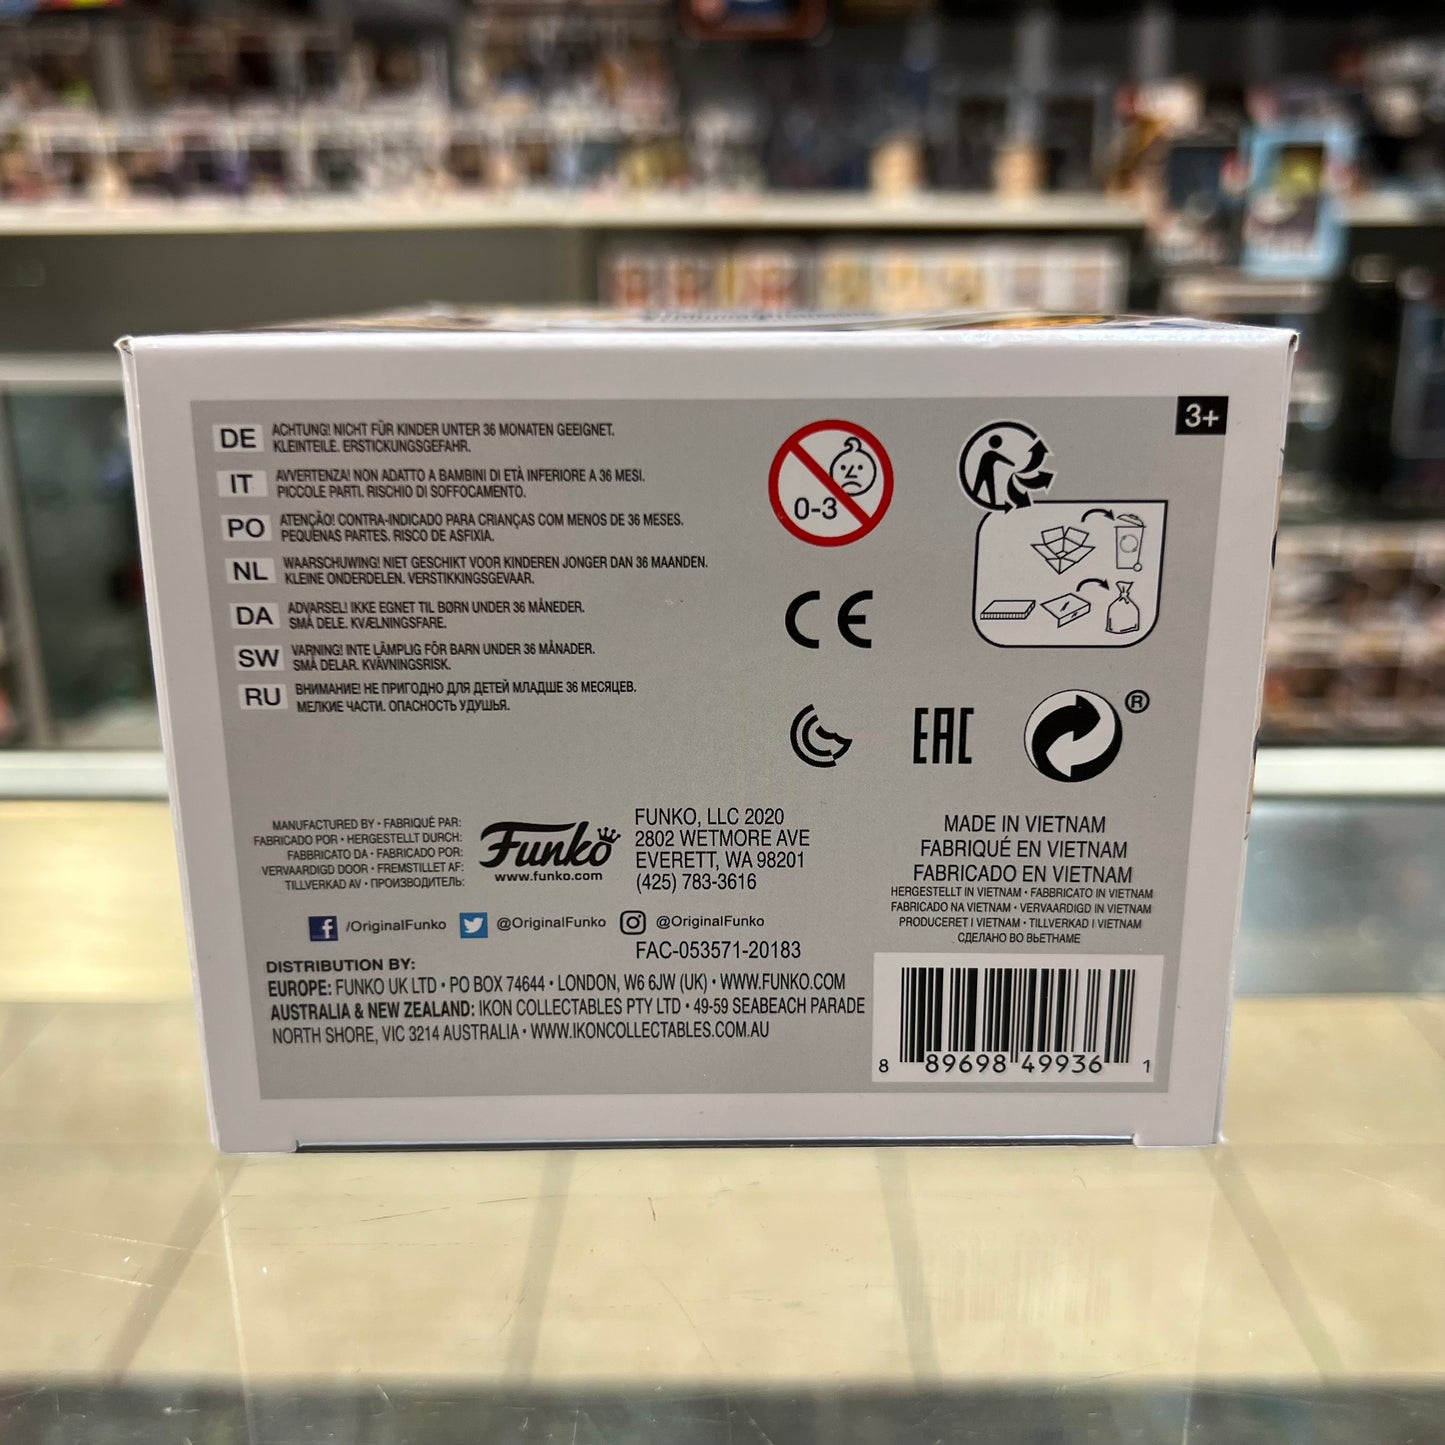 3+
DE ACHTUNG! NICHT FÜR KINDER UNTER 36 MONATEN GEEIGNET.
KLEINTEILE. ERSTICKUNGSGEFAHR.
IT AVVERTENZA! NON ADATTO A BAMBINI DI ETÀ INFERIORE A 36 MESI.
PICCOLE PARTI. RISCHIO DI SOFFOCAMENTO.
PO ATENÇÃO! CONTRA-INDICADO PARA CRIANÇAS COM MENOS DE 36 MESES.
PEQUENAS PARTES. RISCO DE ASFIXIA.
NL WAARSCHUWING! NIET GESCHIKT VOOR KINDEREN JONGER DAN 36 MAANDEN.
KLEINE ONDERDELEN. VERSTIKKINGSGEVAAR.
DA ADVARSEL! IKKE EGNET TIL BØRN UNDER 36 MÅNEDER.
SMÅ DELE. KVÆLNINGSFARE.
SW VARNING! INTE LÄMPLIG FÖR BARN UNDER 36 MÅNADER.
SMÅ DELAR. KVÄVNINGSRISK.
RU ВНИМАНИЕ! НЕ ПРИГОДНО ДЛЯ ДЕТЕЙ МЛАДШЕ 36 МЕСЯЦЕВ.
МЕЛКИЕ ЧАСТИ. ОПАСНОСТЬ УДУШЬЯ.
0-3
CE
EAC
®
MANUFACTURED BY • FABRIQUÉ PAR:
FABRICADO POR • HERGESTELLT DURCH:
FABBRICATO DA • FABRICADO POR:
VERVAARDIGD DOOR • FREMSTILLET AF:
TILLVERKAD AV • ПРОИЗВОДИТЕЛЬ:
Funko
www.funko.com
FUNKO, LLC 2020
2802 WETMORE AVE
EVERETT, WA 98201
(425) 783-3616
MADE IN VIETNAM
FABRIQUÉ EN VIETNAM
FABRICADO EN VIETNAM
HERGESTELLT IN VIETNAM • FABBRICATO IN VIETNAM
FABRICADO NA VIETNAM • VERVAARDIGD IN VIETNAM
PRODUCERET I VIETNAM • TILLVERKAD I VIETNAM
СДЕЛАНО ВО ВЬЕТНАМЕ
/OriginalFunko @OriginalFunko @OriginalFunko
FAC-053571-20183
DISTRIBUTION BY:
EUROPE: FUNKO UK LTD • PO BOX 74644 • LONDON, W6 6JW (UK) • WWW.FUNKO.COM
AUSTRALIA & NEW ZEALAND: IKON COLLECTABLES PTY LTD • 49-59 SEABEACH PARADE
NORTH SHORE, VIC 3214 AUSTRALIA • WWW.IKONCOLLECTABLES.COM.AU
8 89698 49936 1